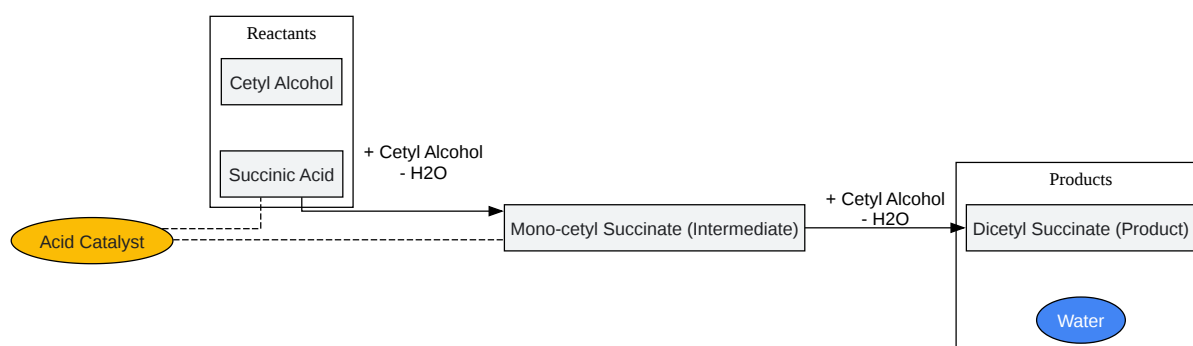 Reactants
Cetyl Alcohol
Succinic Acid
+ Cetyl Alcohol
- H2O
Acid Catalyst
Mono-cetyl Succinate (Intermediate)
+ Cetyl Alcohol
- H2O
Products
Dicetyl Succinate (Product)
Water